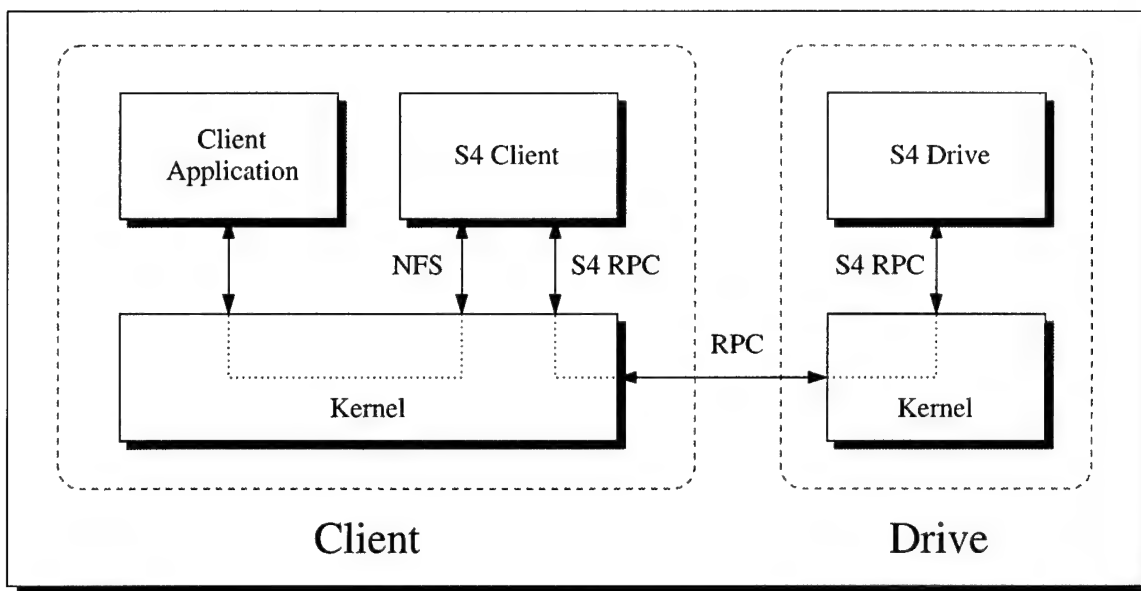 Client
Application
S4 Client
S4 Drive
NFS
S4 RPC
S4 RPC
RPC
Kernel
Kernel
Client
Drive